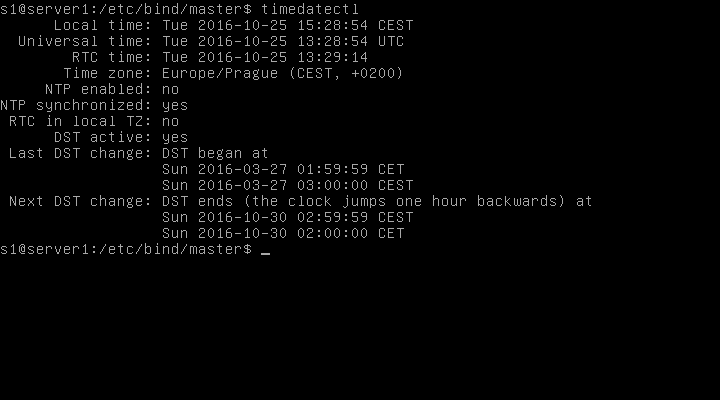 s1@server1:/etc/bind/master$ timedatectl
Local time: Tue 2016-10-25 15:28:54 CEST
Universal time: Tue 2016-10-25 13:28:54 UTC
RTC time: Tue 2016-10-25 13:29:14
Time zone: Europe/Prague (CEST, +0200)
NTP enabled: no
NTP synchronized: yes
RTC in local TZ: no
DST active: yes
Last DST change: DST began at
Sun 2016-03-27 01:59:59 CET
Sun 2016-03-27 03:00:00 CEST
Next DST change: DST ends (the clock jumps one hour backwards) at
Sun 2016-10-30 02:59:59 CEST
Sun 2016-10-30 02:00:00 CET
s1@server1:/etc/bind/master$ _